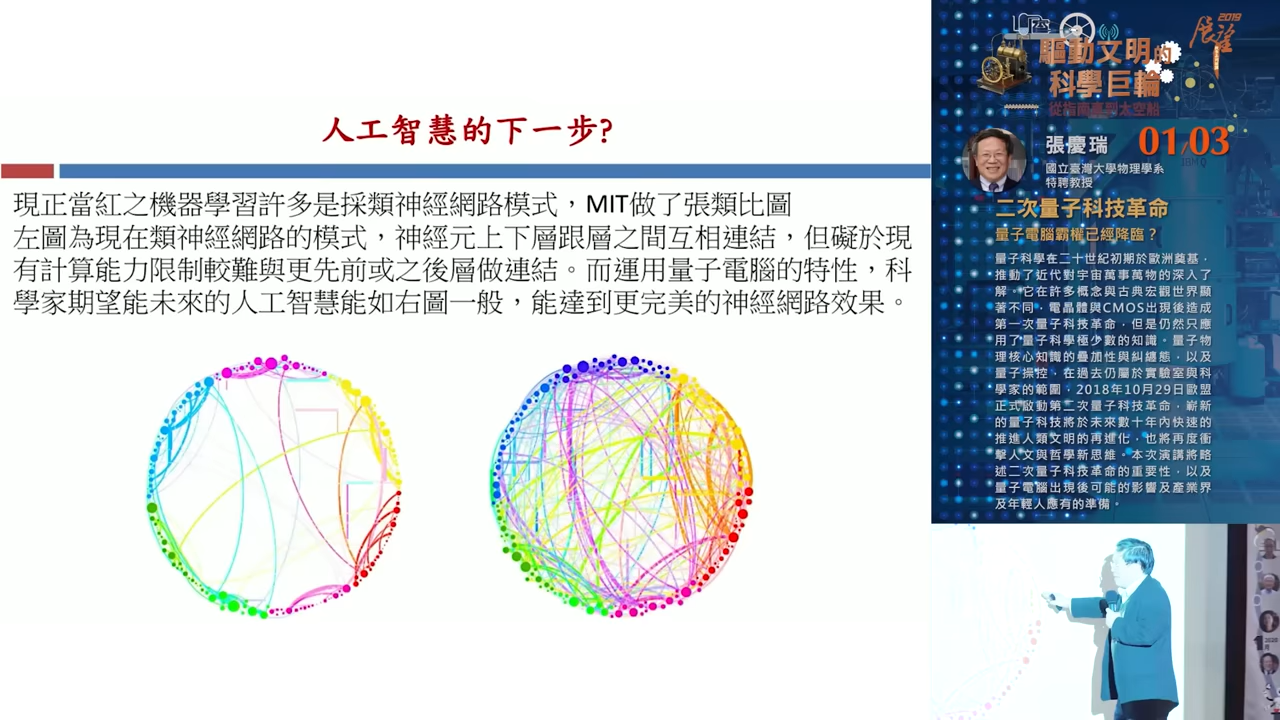 人工智慧的下一步?
現正當紅之機器學習許多是採類神經網路模式，MIT做了張類比圖
左圖為現在類神經網路的模式，神經元上下層跟層之間互相連結，但礙於現
有計算能力限制較難與更先前或之後層做連結。而運用量子電腦的特性，科
學家期望能未來的人工智慧能如右圖一般，能達到更完美的神經網路效果。
2019
展望
驅動文明的
科學巨輪
從指南車到太空船
張慶瑞
01/03
國立臺灣大學物理學系
特聘教授
IBM Q
二次量子科技革命
量子電腦霸權已經降臨？
量子科學在二十世紀初期於歐洲奠基，
推動了近代對宇宙萬事萬物的深入了
解，它在許多概念與古典宏觀世界顯
著不同，電晶體與CMOS出現後造成
第一次量子科技革命，但是仍然只應
用了量子科學極少數的知識。量子物
理核心知識的疊加性與糾纏態，以及
量子操控，在過去仍屬於實驗室與科
學家的範圍，2018年10月29日歐盟
正式啟動第二次量子科技革命，嶄新
的量子科技將於未來數十年內快速的
推進人類文明的再進化，也將再度衝
擊人文與哲學新思維。本次演講將略
述二次量子科技革命的重要性，以及
量子電腦出現後可能的影響及產業界
及年輕人應有的準備。